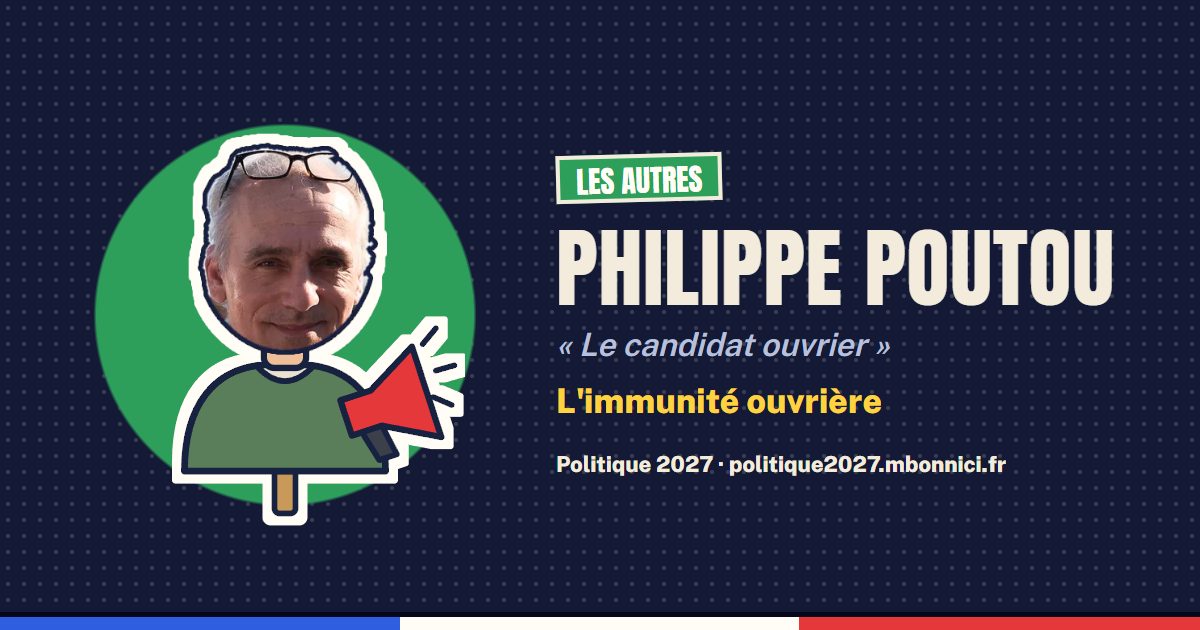 LES AUTRES
PHILIPPE POUTOU
« Le candidat ouvrier »
L'immunité ouvrière
Politique 2027 · politique2027.mbonnici.fr